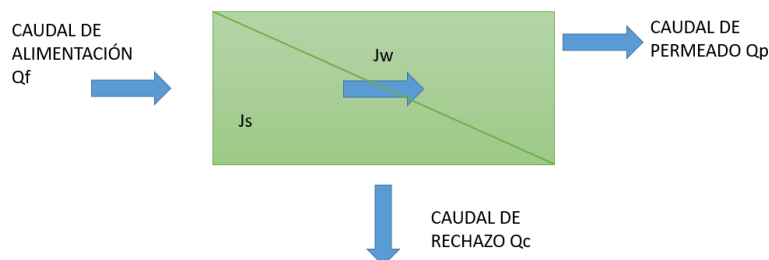 CAUDAL DE
ALIMENTACIÓN
Qf
Jw
Js
CAUDAL DE
PERMEADO Qp
CAUDAL DE
RECHAZO Qc